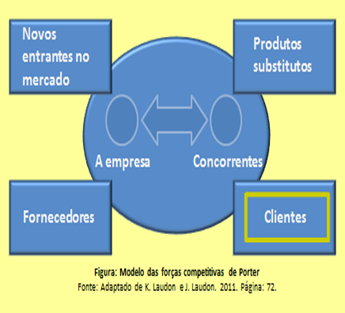 Novos
entrantes no
mercado
Produtos
substitutos
A empresa
Concorrentes
Fornecedores
Clientes
Figura: Modelo das forças competitivas de Porter
Fonte: Adaptado de K. Laudon e J. Laudon. 2011. Página: 72.